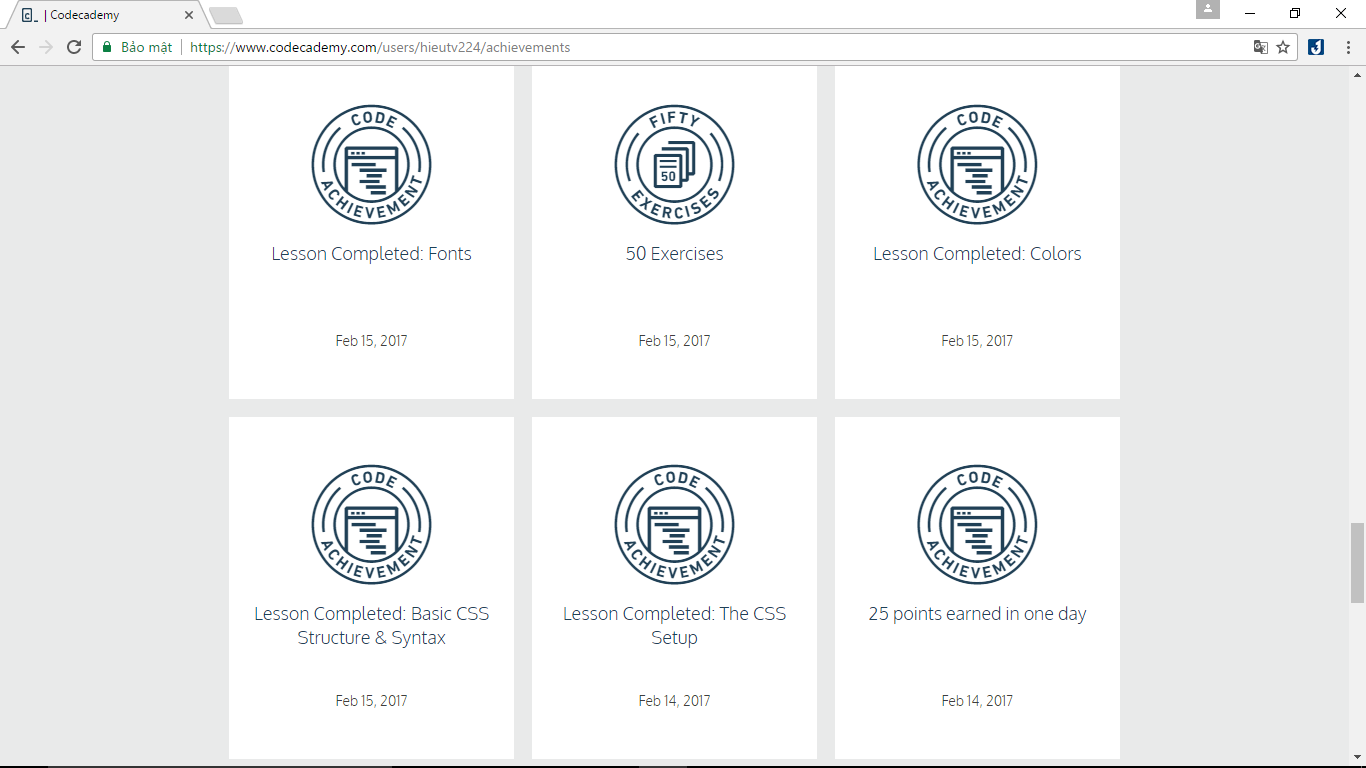 | Codecademy
Bảo mật
https://www.codecademy.com/users/hieutv224/achievements
CODE ACHIEVEMENT
FIFTY EXERCISES
50
CODE ACHIEVEMENT
Lesson Completed: Fonts
50 Exercises
Lesson Completed: Colors
Feb 15, 2017
Feb 15, 2017
Feb 15, 2017
CODE ACHIEVEMENT
CODE ACHIEVEMENT
CODE ACHIEVEMENT
Lesson Completed: Basic CSS
Structure & Syntax
Lesson Completed: The CSS
Setup
25 points earned in one day
Feb 15, 2017
Feb 14, 2017
Feb 14, 2017